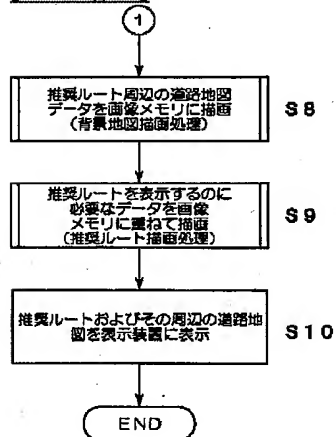 1
推奨ルート周辺の道路地図
データを画像メモリに描画
(背景地図描画処理)
S8
推奨ルートを表示するのに
必要なデータを画像
メモリに重ねて描画
(推奨ルート描画処理)
S9
推奨ルートおよびその周辺の道路地
図を表示装置に表示
S10
END